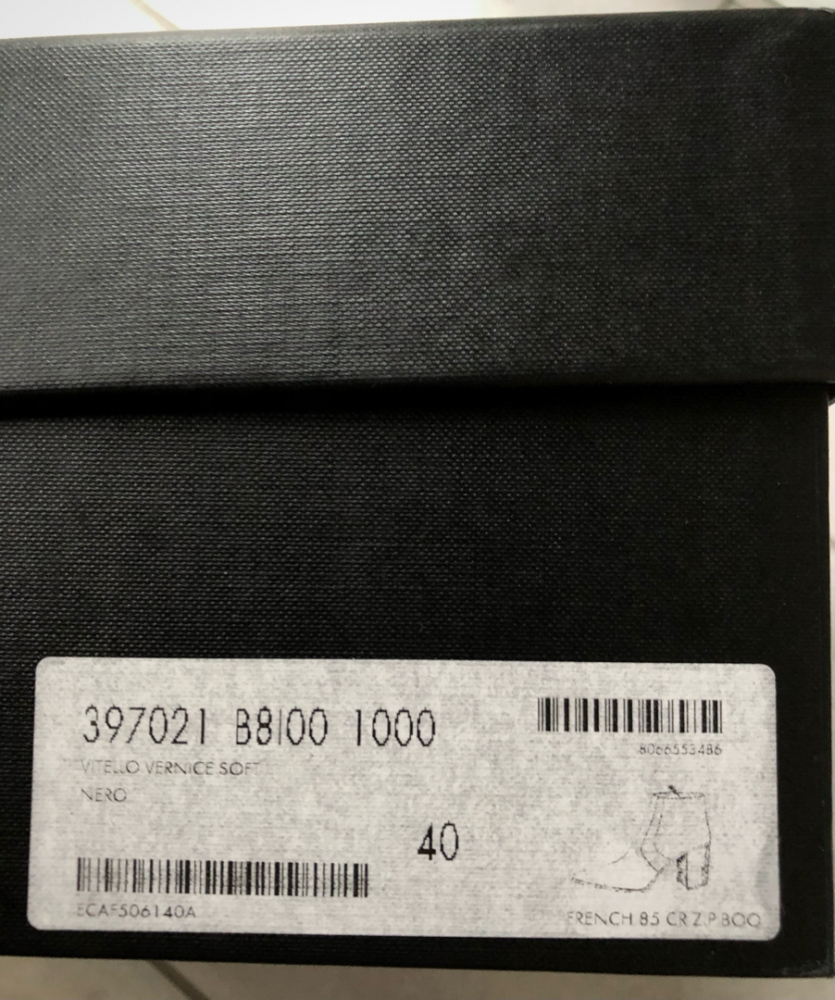 397021 B8I00 1000
8066553486
VITELLO VERNICE SOFT
NERO
40
ECAF506140A
FRENCH 85 CR Z.P BOO